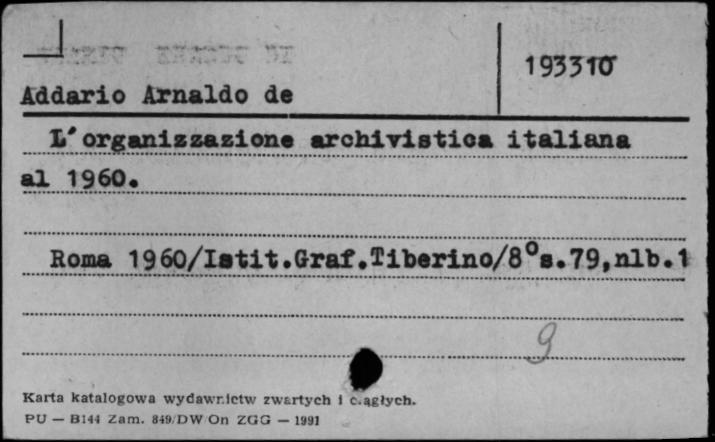 193310
Addario Arnaldo de
L'organizzazione archivistica italiana
al 1960.
Roma 1960/Istit.Graf.Tiberino/8°s.79,nlb.1
9
Karta katalogowa wydawnictw zwartych i ciągłych.
PU — B144 Zam. 849/DW/On ZGG — 1991